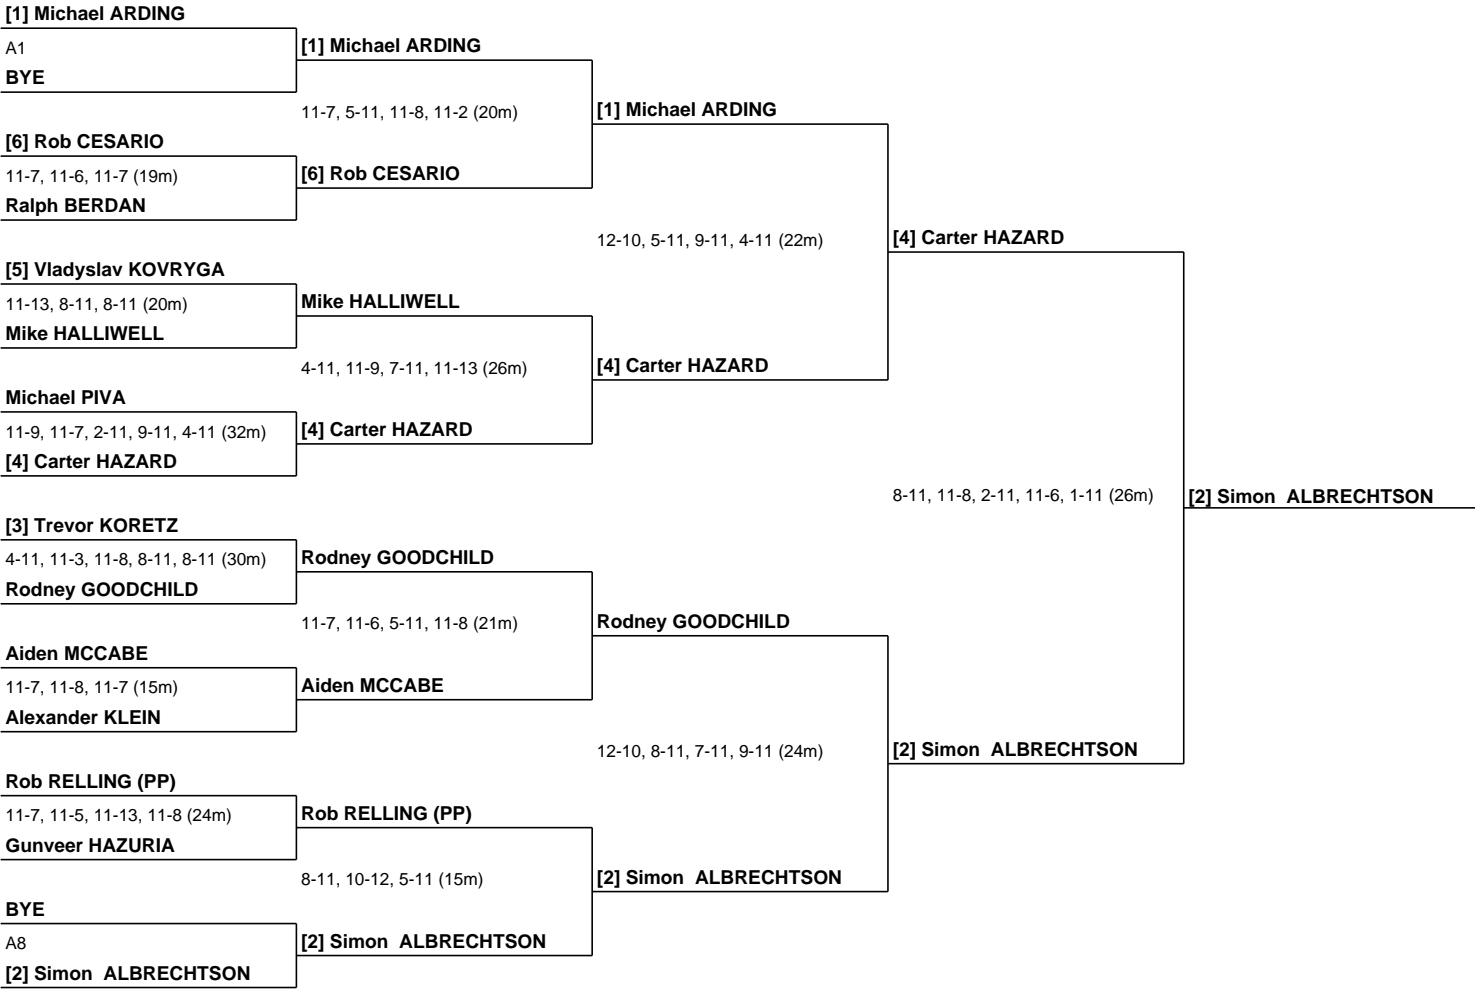 [1] Michael ARDING
A1
[1] Michael ARDING
BYE
11-7, 5-11, 11-8, 11-2 (20m)
[1] Michael ARDING
[6] Rob CESARIO
11-7, 11-6, 11-7 (19m)
[6] Rob CESARIO
Ralph BERDAN
12-10, 5-11, 9-11, 4-11 (22m)
[4] Carter HAZARD
[5] Vladyslav KOVRYGA
11-13, 8-11, 8-11 (20m)
Mike HALLIWELL
Mike HALLIWELL
4-11, 11-9, 7-11, 11-13 (26m)
[4] Carter HAZARD
Michael PIVA
11-9, 11-7, 2-11, 9-11, 4-11 (32m)
[4] Carter HAZARD
[4] Carter HAZARD
8-11, 11-8, 2-11, 11-6, 1-11 (26m)
[2] Simon  ALBRECHTSON
[3] Trevor KORETZ
4-11, 11-3, 11-8, 8-11, 8-11 (30m)
Rodney GOODCHILD
Rodney GOODCHILD
11-7, 11-6, 5-11, 11-8 (21m)
Rodney GOODCHILD
Aiden MCCABE
11-7, 11-8, 11-7 (15m)
Aiden MCCABE
Alexander KLEIN
12-10, 8-11, 7-11, 9-11 (24m)
[2] Simon  ALBRECHTSON
Rob RELLING (PP)
11-7, 11-5, 11-13, 11-8 (24m)
Rob RELLING (PP)
Gunveer HAZURIA
8-11, 10-12, 5-11 (15m)
[2] Simon  ALBRECHTSON
BYE
A8
[2] Simon  ALBRECHTSON
[2] Simon  ALBRECHTSON